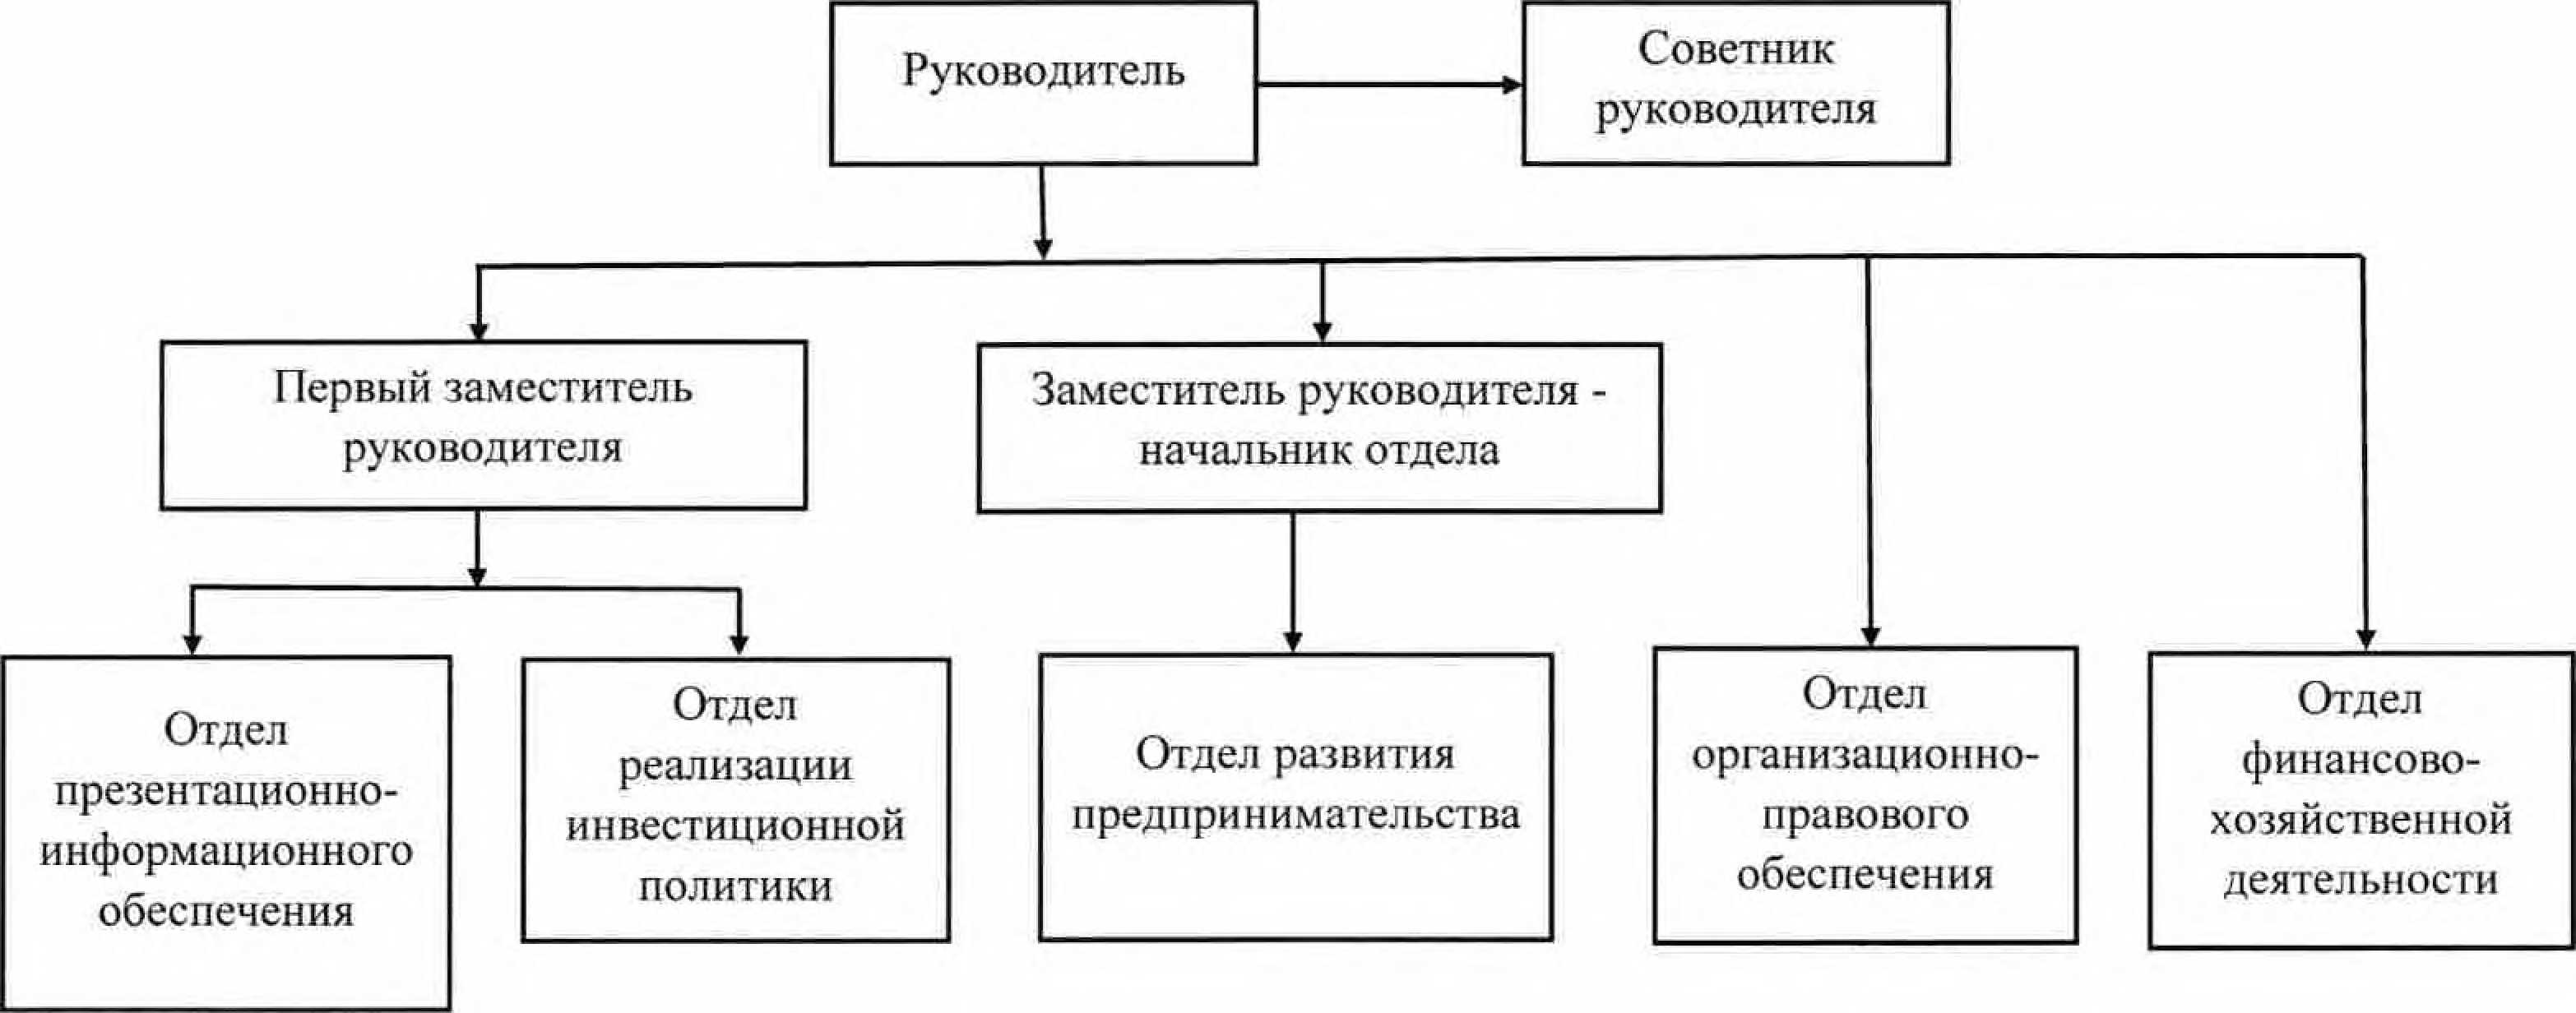 Руководитель
Советник
руководителя
Первый заместитель
руководителя
Заместитель руководителя -
начальник отдела
Отдел
презентационно-
информационного
обеспечения
Отдел
реализации
инвестиционной
политики
Отдел развития
предпринимательства
Отдел
организационно-
правового
обеспечения
Отдел
финансово-
хозяйственной
деятельности